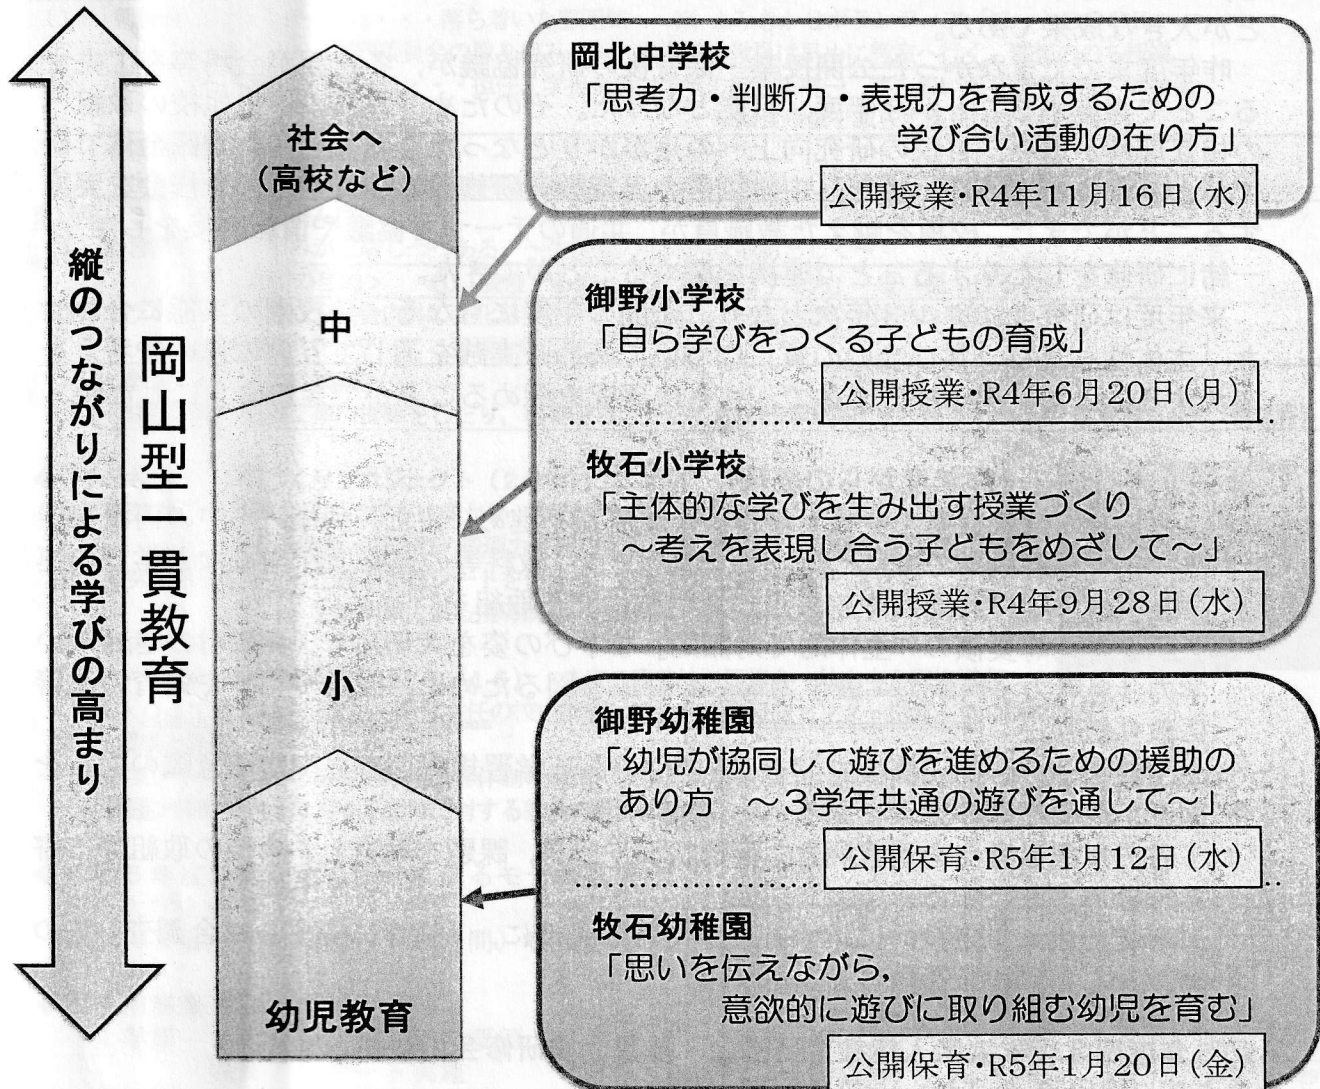 縦のつながりによる学びの高まり
岡山型一貫教育
社会へ
(高校など)
中
小
幼児教育
岡北中学校
「思考力・判断力・表現力を育成するための
学び合い活動の在り方」
公開授業・R4年11月16日(水)
御野小学校
「自ら学びをつくる子どもの育成」
公開授業・R4年6月20日(月)
牧石小学校
「主体的な学びを生み出す授業づくり
~考えを表現し合う子どもをめざして~」
公開授業・R4年9月28日(水)
御野幼稚園
「幼児が協同して遊びを進めるための援助の
あり方 ~3学年共通の遊びを通して~」
公開保育・R5年1月12日(水)
牧石幼稚園
「思いを伝えながら,
意欲的に遊びに取り組む幼児を育む」
公開保育・R5年1月20日(金)